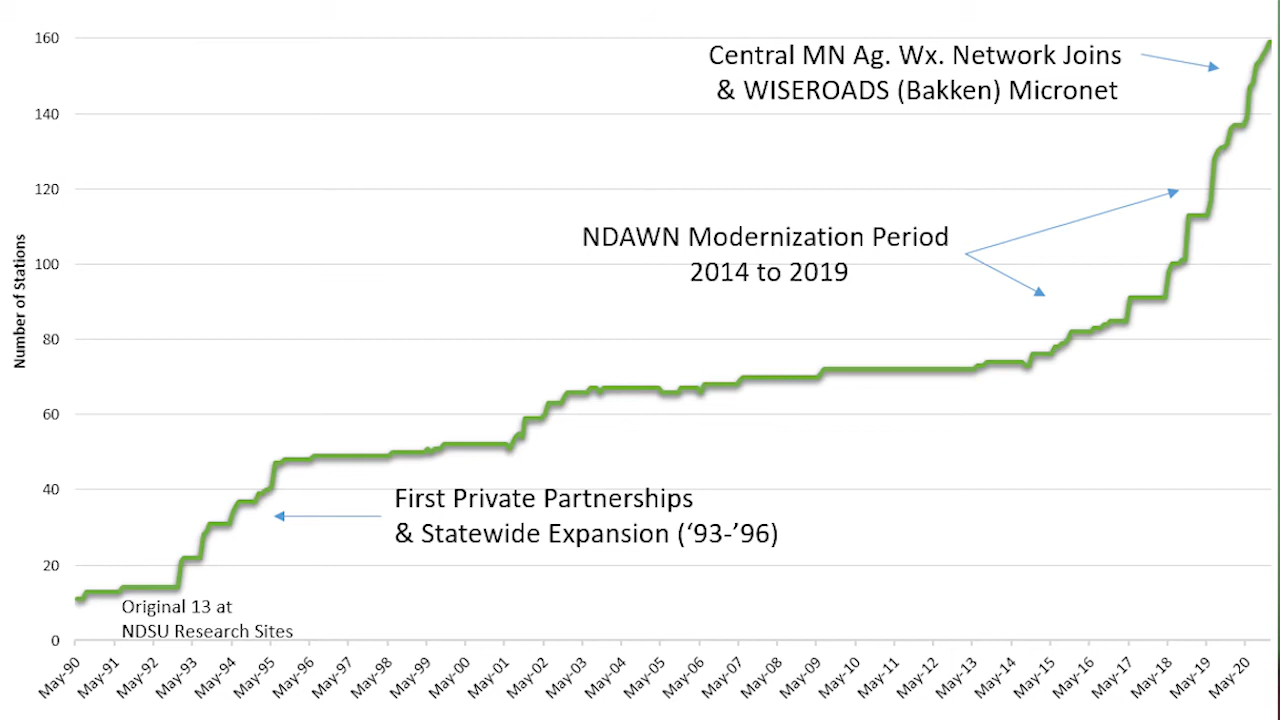 160
Central MN Ag. Wx. Network Joins
& WISEROADS (Bakken) Micronet
140
120
NDAWN Modernization Period
2014 to 2019
100
Number of Stations
80
60
40
First Private Partnerships
& Statewide Expansion (‘93-’96)
20
Original 13 at
NDSU Research Sites
0
May-90
May-91
May-92
May-93
May-94
May-95
May-96
May-97
May-98
May-99
May-00
May-01
May-02
May-03
May-04
May-05
May-06
May-07
May-08
May-09
May-10
May-11
May-12
May-13
May-14
May-15
May-16
May-17
May-18
May-19
May-20